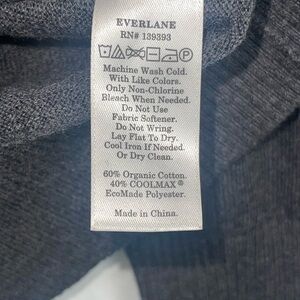 EVERLANE
RN# 139393
Machine Wash Cold.
With Like Colors.
Only Non-Chlorine
Bleach When Needed.
Do Not Use
Fabric Softener.
Do Not Wring.
Lay Flat To Dry.
Cool Iron If Needed.
Or Dry Clean.
60% Organic Cotton.
40% COOLMAX ®
EcoMade Polyester.
Made in China.